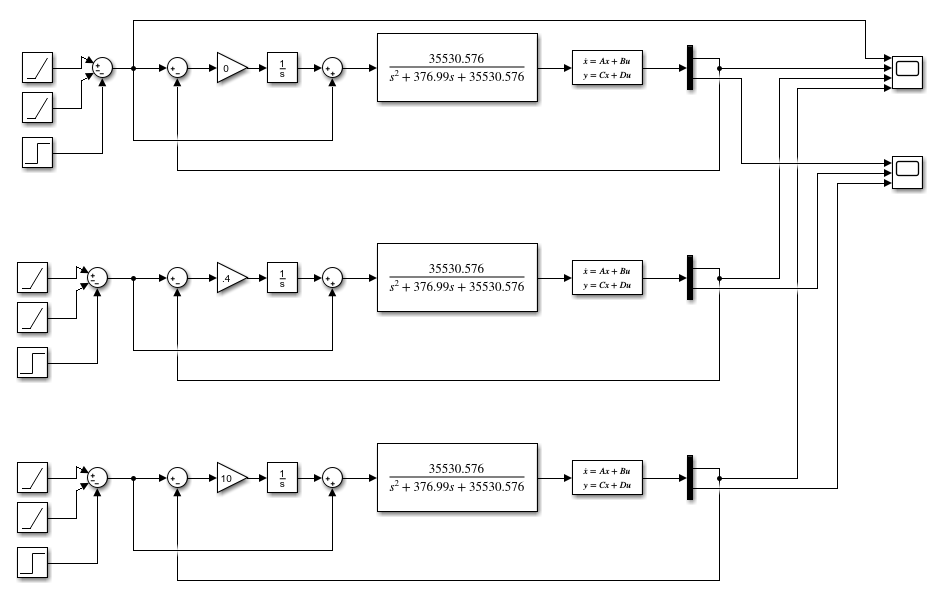 0
1
s
35530.576
s² + 376.99s + 35530.576
ẋ = Ax + Bu
y = Cx + Du
.4
1
s
35530.576
s² + 376.99s + 35530.576
ẋ = Ax + Bu
y = Cx + Du
10
1
s
35530.576
s² + 376.99s + 35530.576
ẋ = Ax + Bu
y = Cx + Du